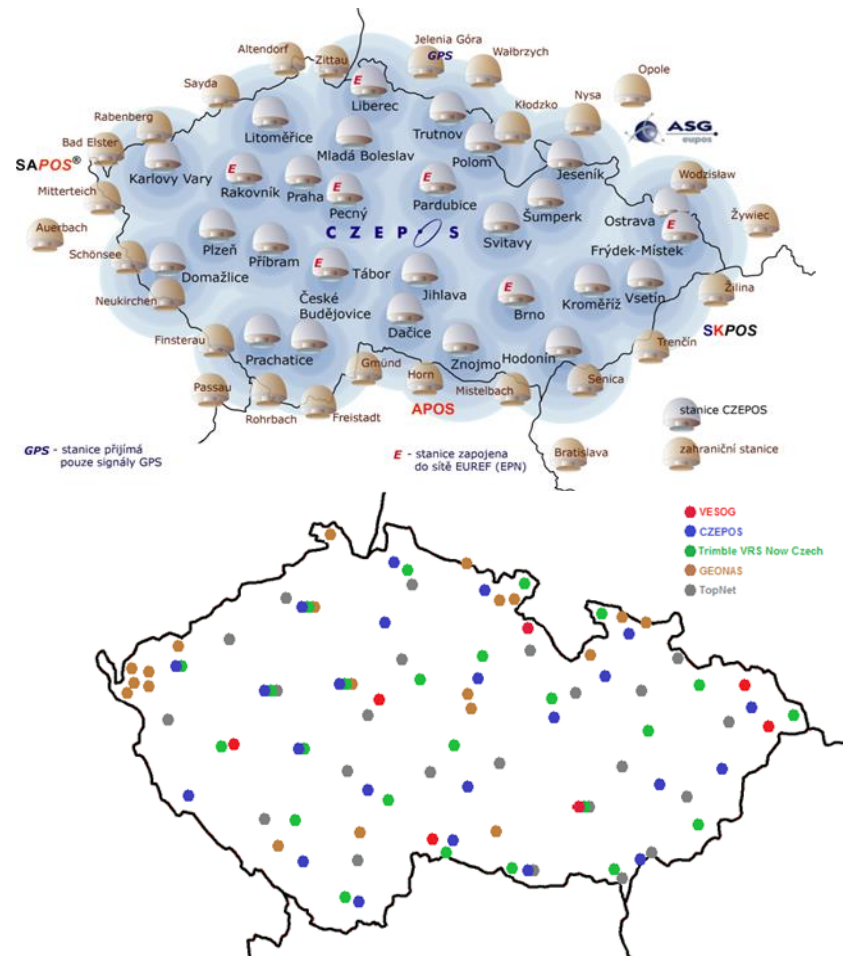 Jelenia Góra
GPS
Altendorf
Zittau
Wałbrzych
Opole
Sayda
E
Liberec
Nysa
Kłodzko
Rabenberg
Litoměřice
Trutnov
ASG
eupos
Bad Elster
Mladá Boleslav
Polom
Jeseník
SAPOS®
Karlovy Vary
E
Rakovník
Praha
E
Pecný
E
Pardubice
Wodzisław
Mitterteich
Šumperk
Ostrava
E
Żywiec
Auerbach
Plzeň
CZEPOS
Svitavy
Frýdek-Místek
Schönsee
Příbram
Domažlice
E
Tábor
Jihlava
E
Brno
Kroměříž
Vsetín
Žilina
Neukirchen
České
Budějovice
Dačice
SKPOS
Finsterau
Prachatice
Znojmo
Hodonín
Trenčín
Gmünd
Horn
Mistelbach
Senica
Passau
Rohrbach
Freistadt
APOS
stanice CZEPOS
GPS - stanice přijímá
pouze signály GPS
E - stanice zapojena
do sítě EUREF (EPN)
Bratislava
zahraniční stanice
VESOG
CZEPOS
Trimble VRS Now Czech
GEONAS
TopNet